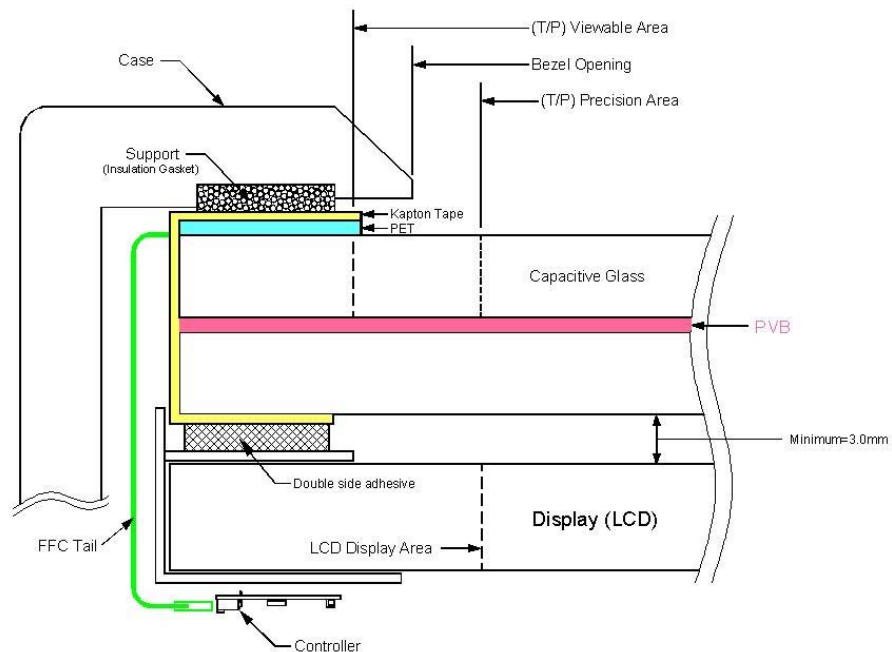 (T/P) Viewable Area
Case
Bezel Opening
(T/P) Precision Area
Support
(Insulation Gasket)
Kapton Tape
PET
Capacitive Glass
PVB
Minimum=3.0mm
Double side adhesive
Display (LCD)
FFC Tail
LCD Display Area
Controller